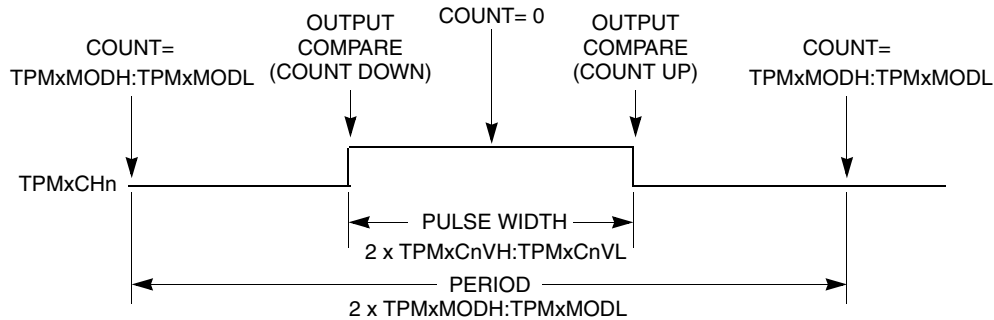 COUNT=
TPMxMODH:TPMxMODL
OUTPUT
COMPARE
(COUNT DOWN)
COUNT= 0
OUTPUT
COMPARE
(COUNT UP)
COUNT=
TPMxMODH:TPMxMODL
TPMxCHn
PULSE WIDTH
2 x TPMxCnVH:TPMxCnVL
PERIOD
2 x TPMxMODH:TPMxMODL